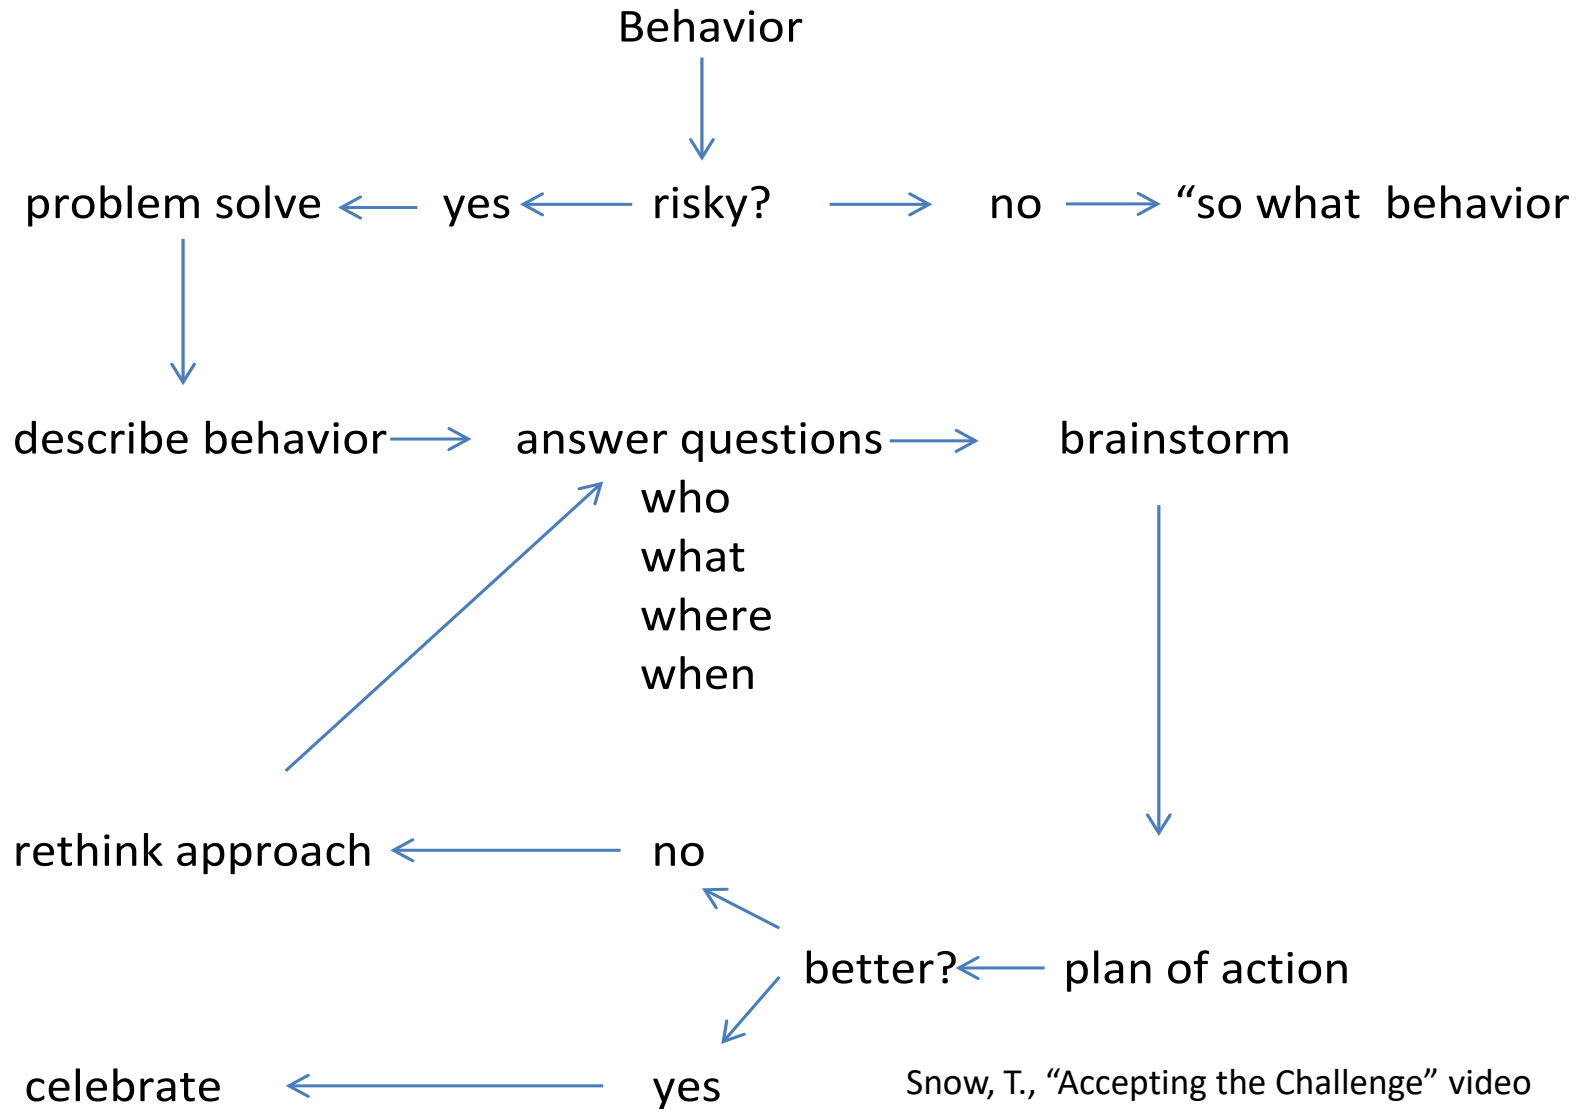 Behavior
problem solve yes risky? no “so what  behavior
describe behavior answer questions brainstorm
who
what
where
when
rethink approach no
better? plan of action
celebrate yes Snow, T., “Accepting the Challenge” video